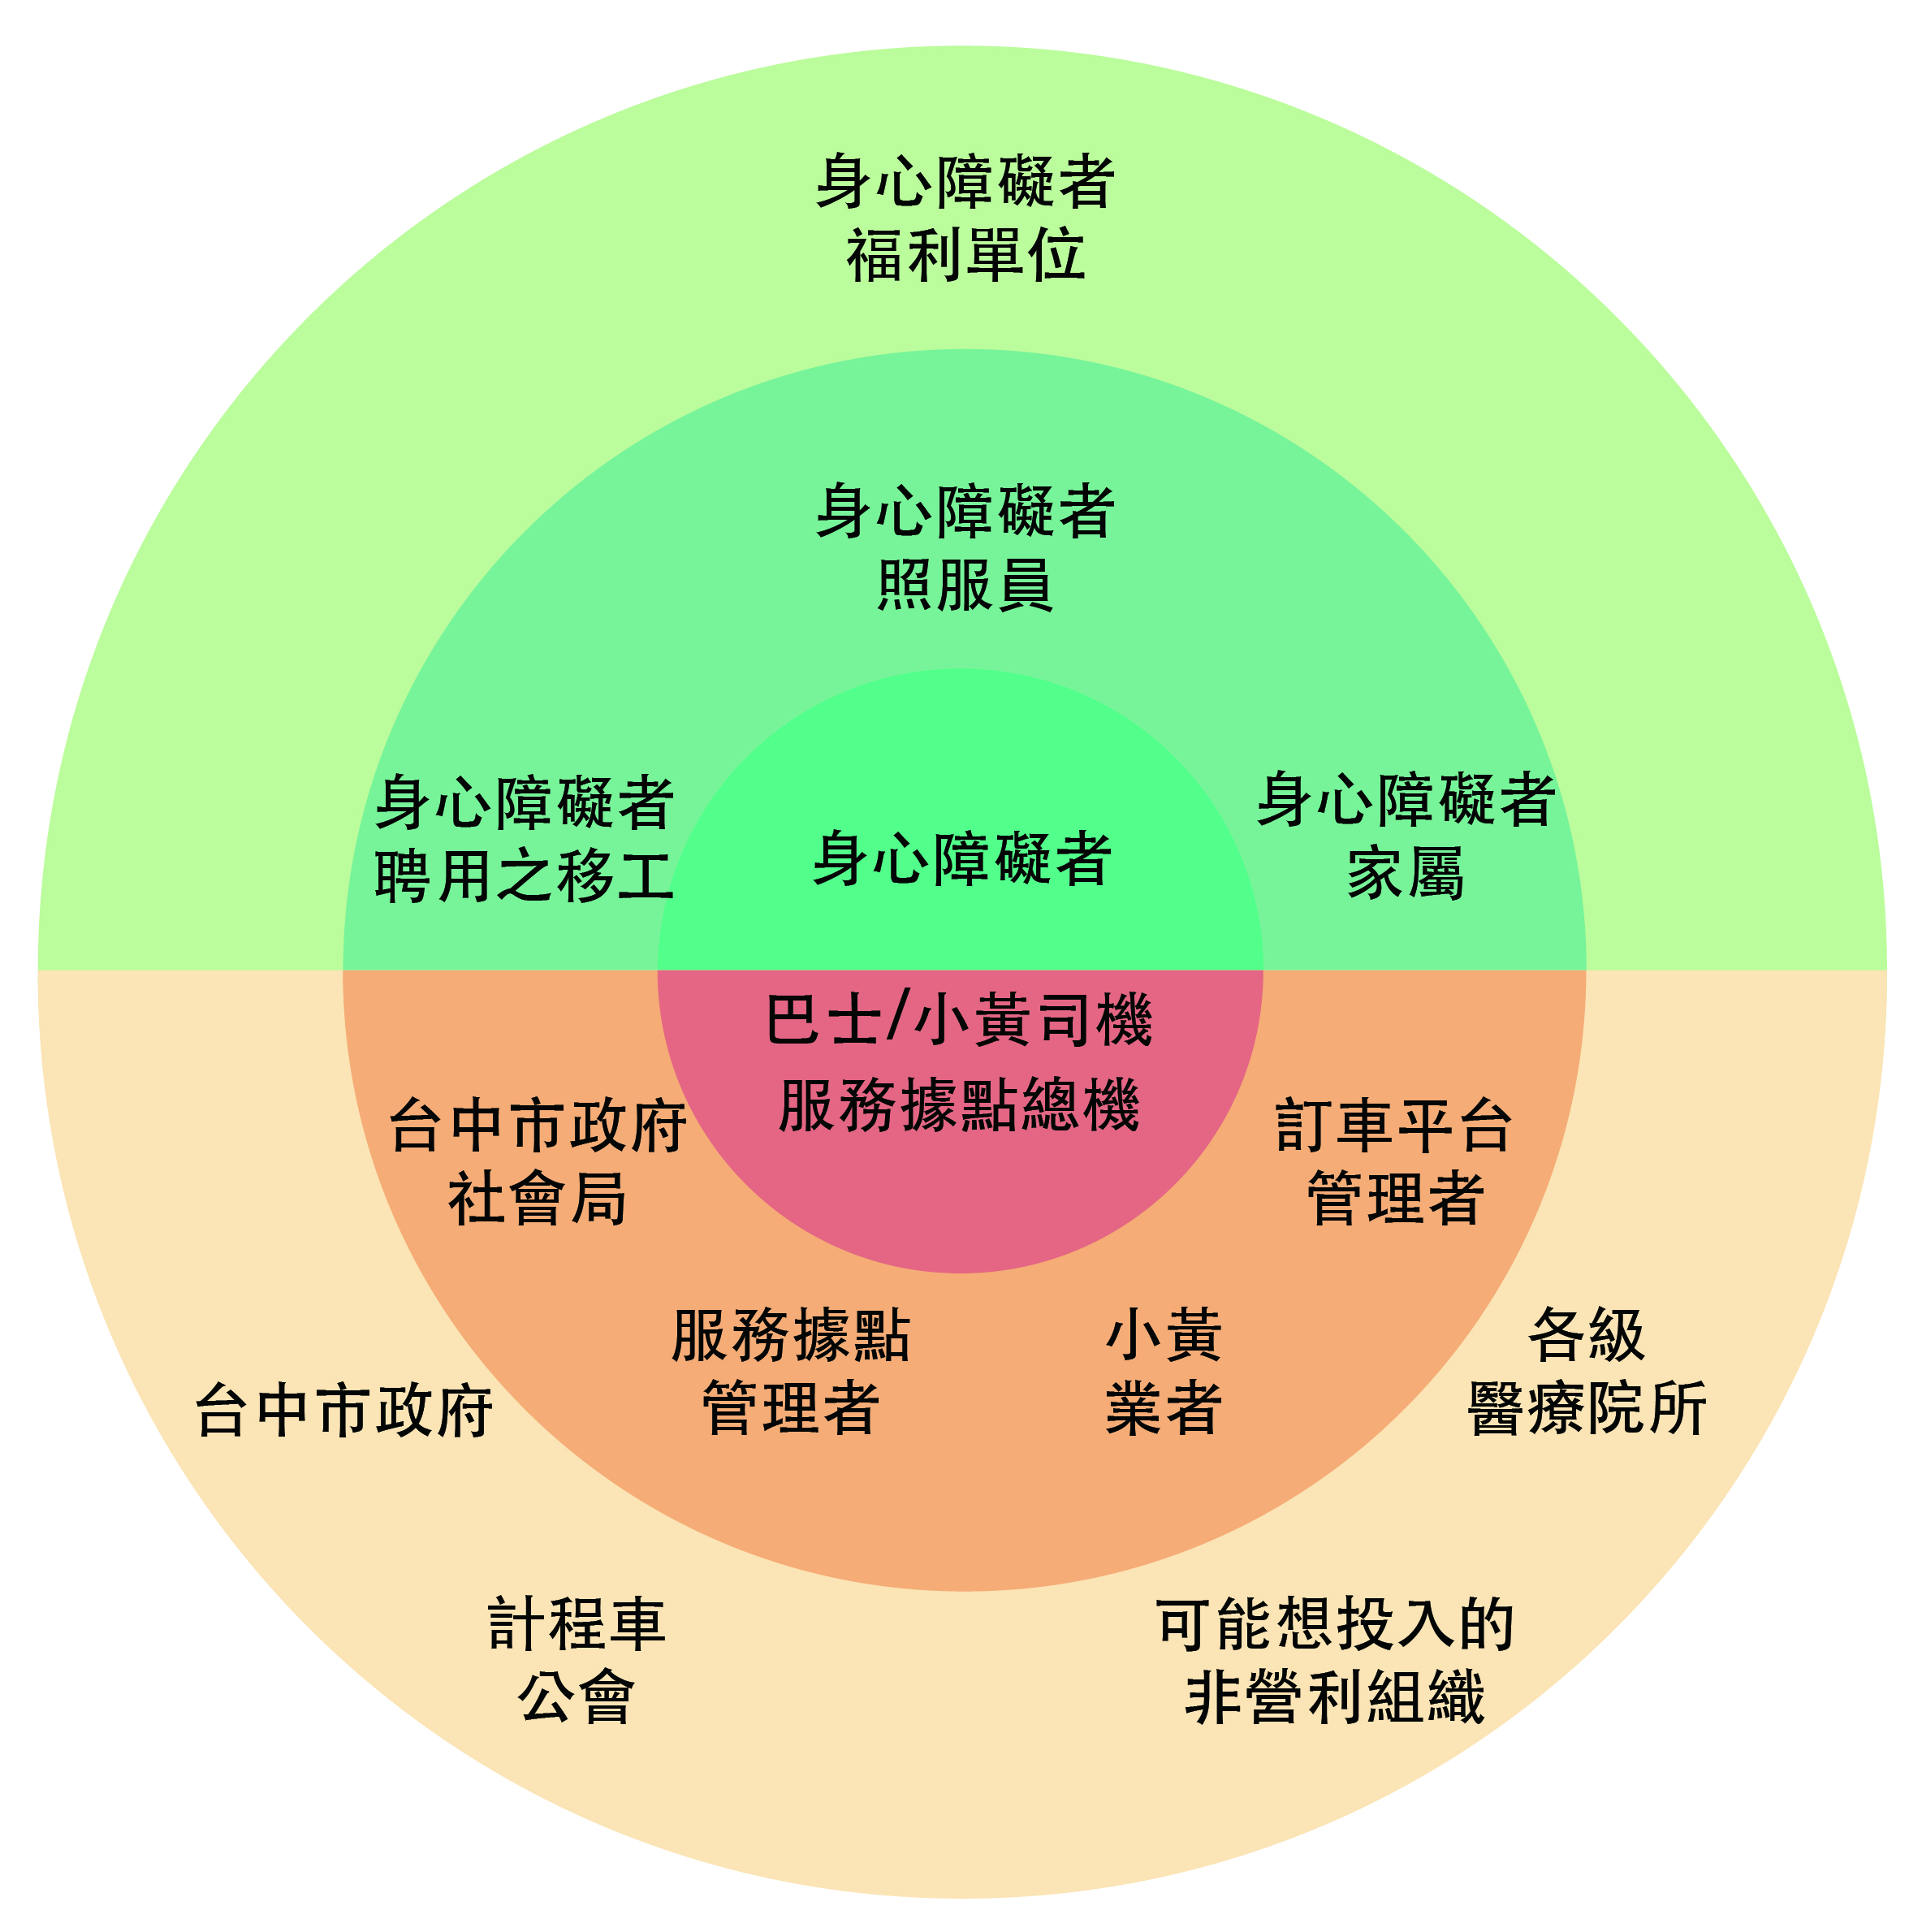 身心障礙者
福利單位
身心障礙者
照服員
身心障礙者
聘用之移工
身心障礙者
身心障礙者
家屬
巴士/小黃司機
服務據點總機
台中市政府
社會局
訂車平台
管理者
服務據點
管理者
小黃
業者
台中市政府
各級
醫療院所
計程車
公會
可能想投入的
非營利組織